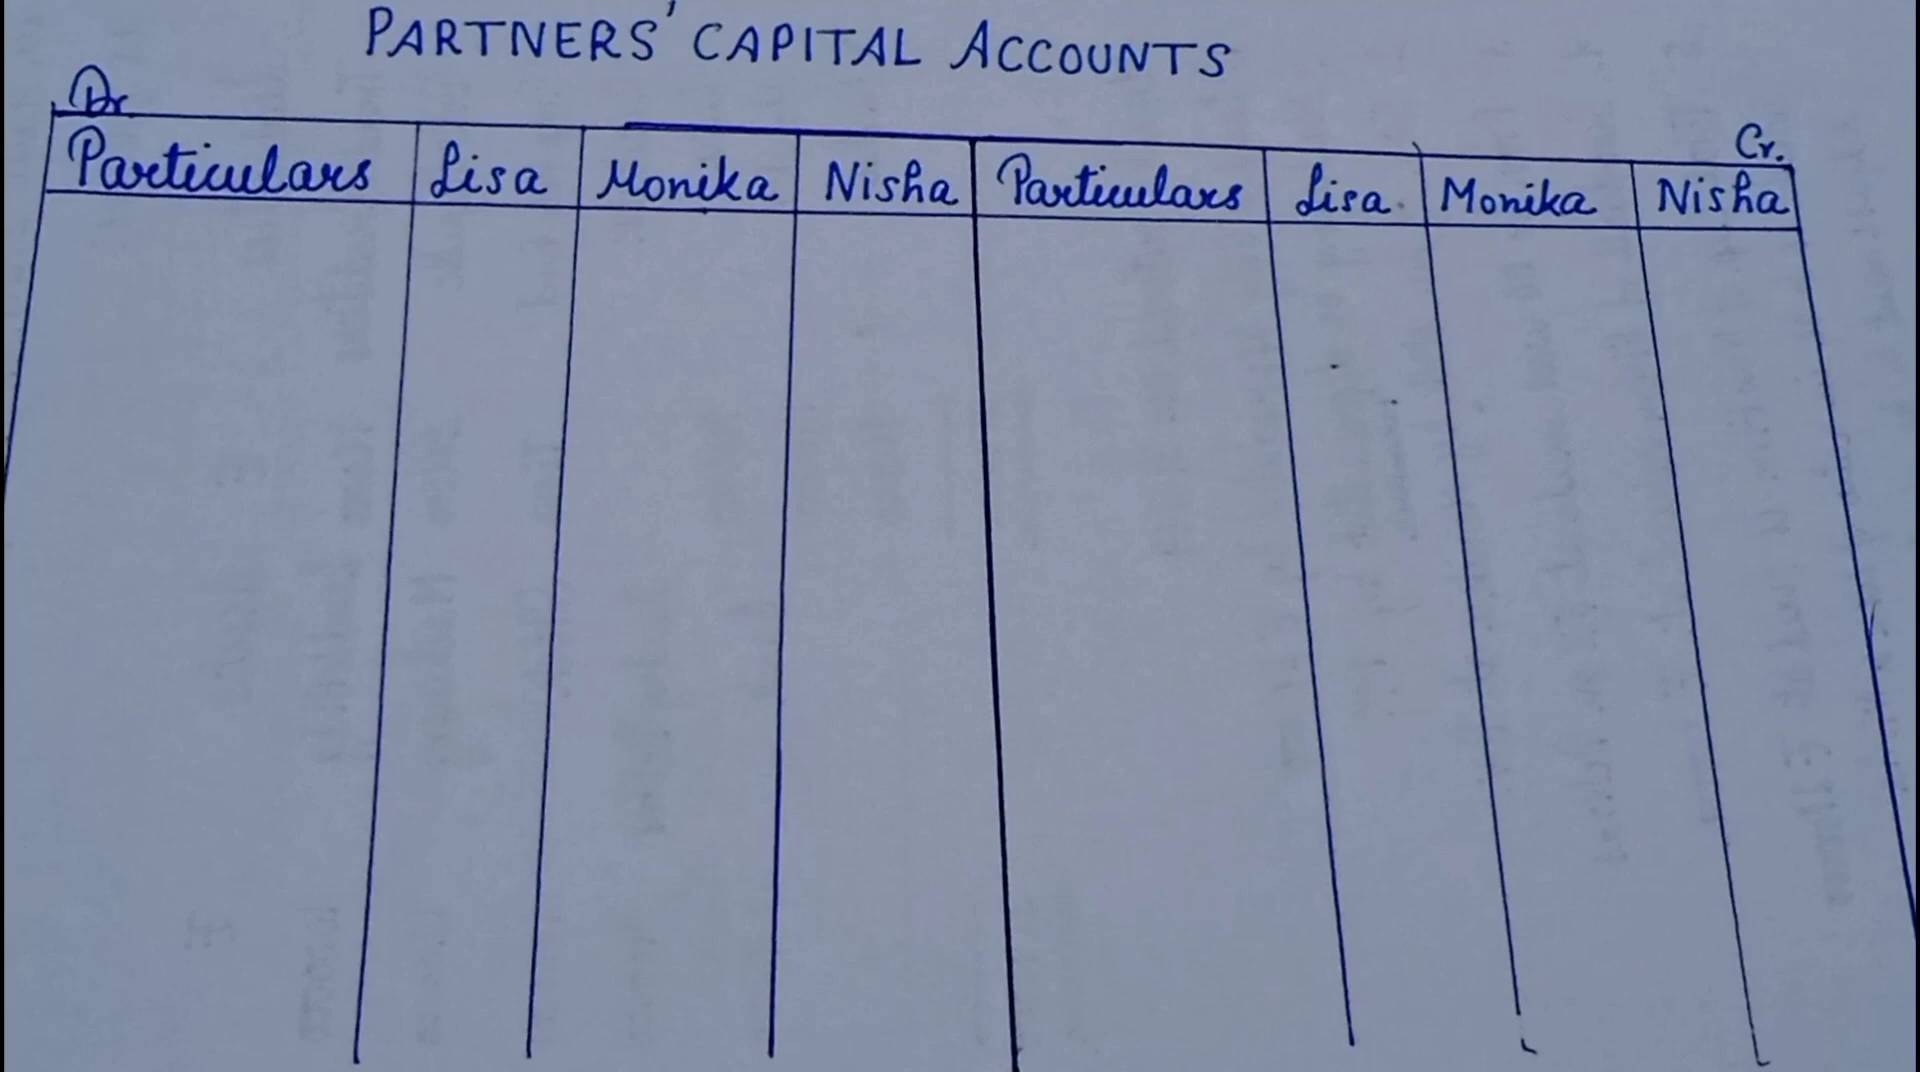 PARTNERS' CAPITAL ACCOUNTS
Dr Cr.
Particulars Lisa Monika Nisha Particulars Lisa. Monika Nisha